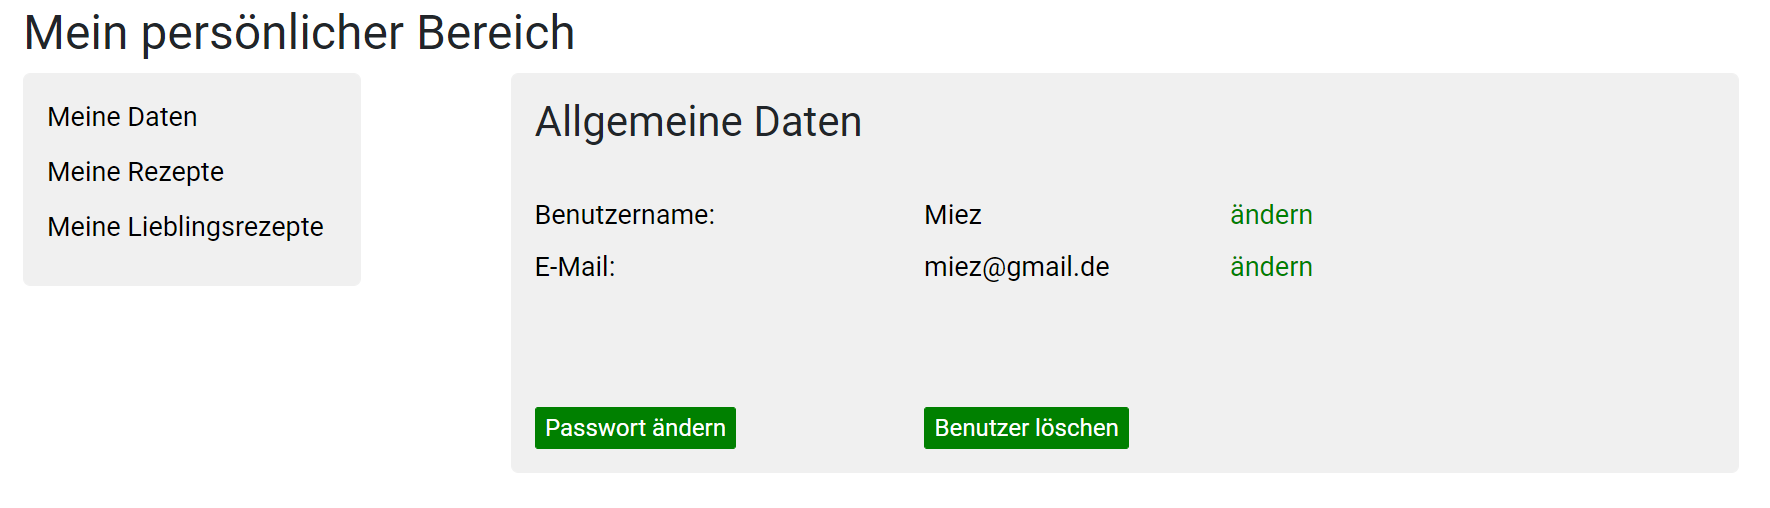 Mein persönlicher Bereich
Meine Daten
Meine Rezepte
Meine Lieblingsrezepte
Allgemeine Daten
Benutzername: Miez ändern
E-Mail: miez@gmail.de ändern
Passwort ändern Benutzer löschen